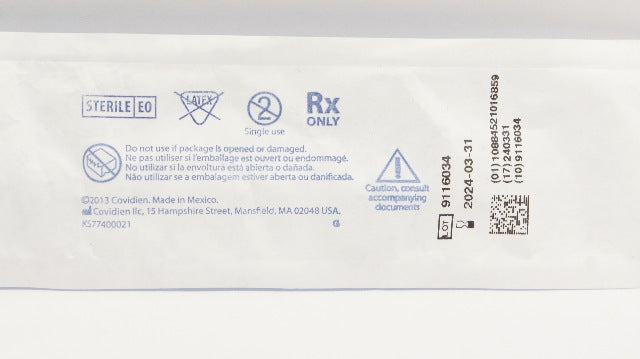 STERILE EO
LATEX
2
Single use
Rx
ONLY
Do not use if package is opened or damaged.
Ne pas utiliser si l'emballage est ouvert ou endommagé.
No utilizar si la envoltura está abierta o dañada.
Não utilizar se a embalagem estiver aberta ou danificada.
Caution, consult
accompanying
documents
©2013 Covidien. Made in Mexico.
Covidien llc, 15 Hampshire Street, Mansfield, MA 02048 USA.
KS77400021
LOT 9116034
2024-03-31
(01)10884521016859
(17)240331
(10)9116034